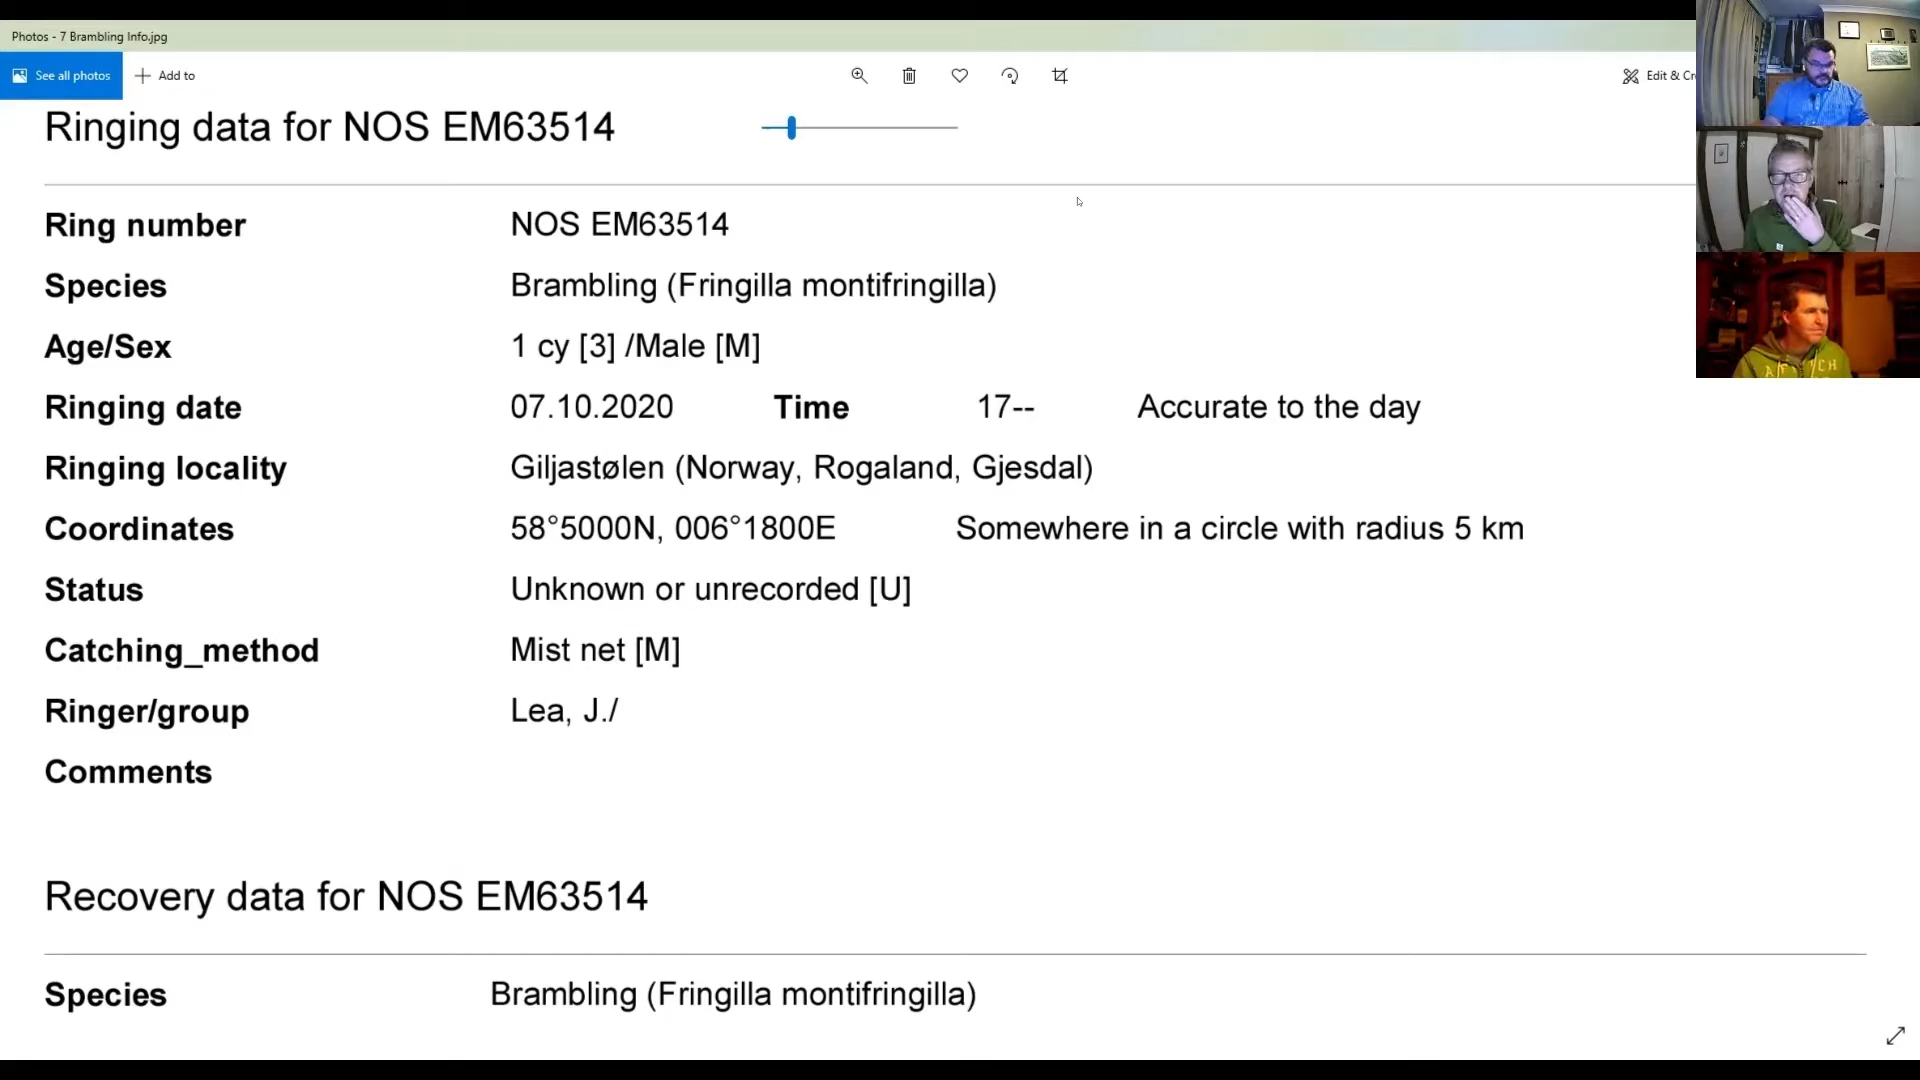 Photos - 7 Brambling Info.jpg
See all photos
Add to
Edit & Cr
Ringing data for NOS EM63514
Ring number NOS EM63514
Species Brambling (Fringilla montifringilla)
Age/Sex 1 cy [3] /Male [M]
Ringing date 07.10.2020 Time 17-- Accurate to the day
Ringing locality Giljastølen (Norway, Rogaland, Gjesdal)
Coordinates 58°5000N, 006°1800E Somewhere in a circle with radius 5 km
Status Unknown or unrecorded [U]
Catching_method Mist net [M]
Ringer/group Lea, J./
Comments
Recovery data for NOS EM63514
Species Brambling (Fringilla montifringilla)